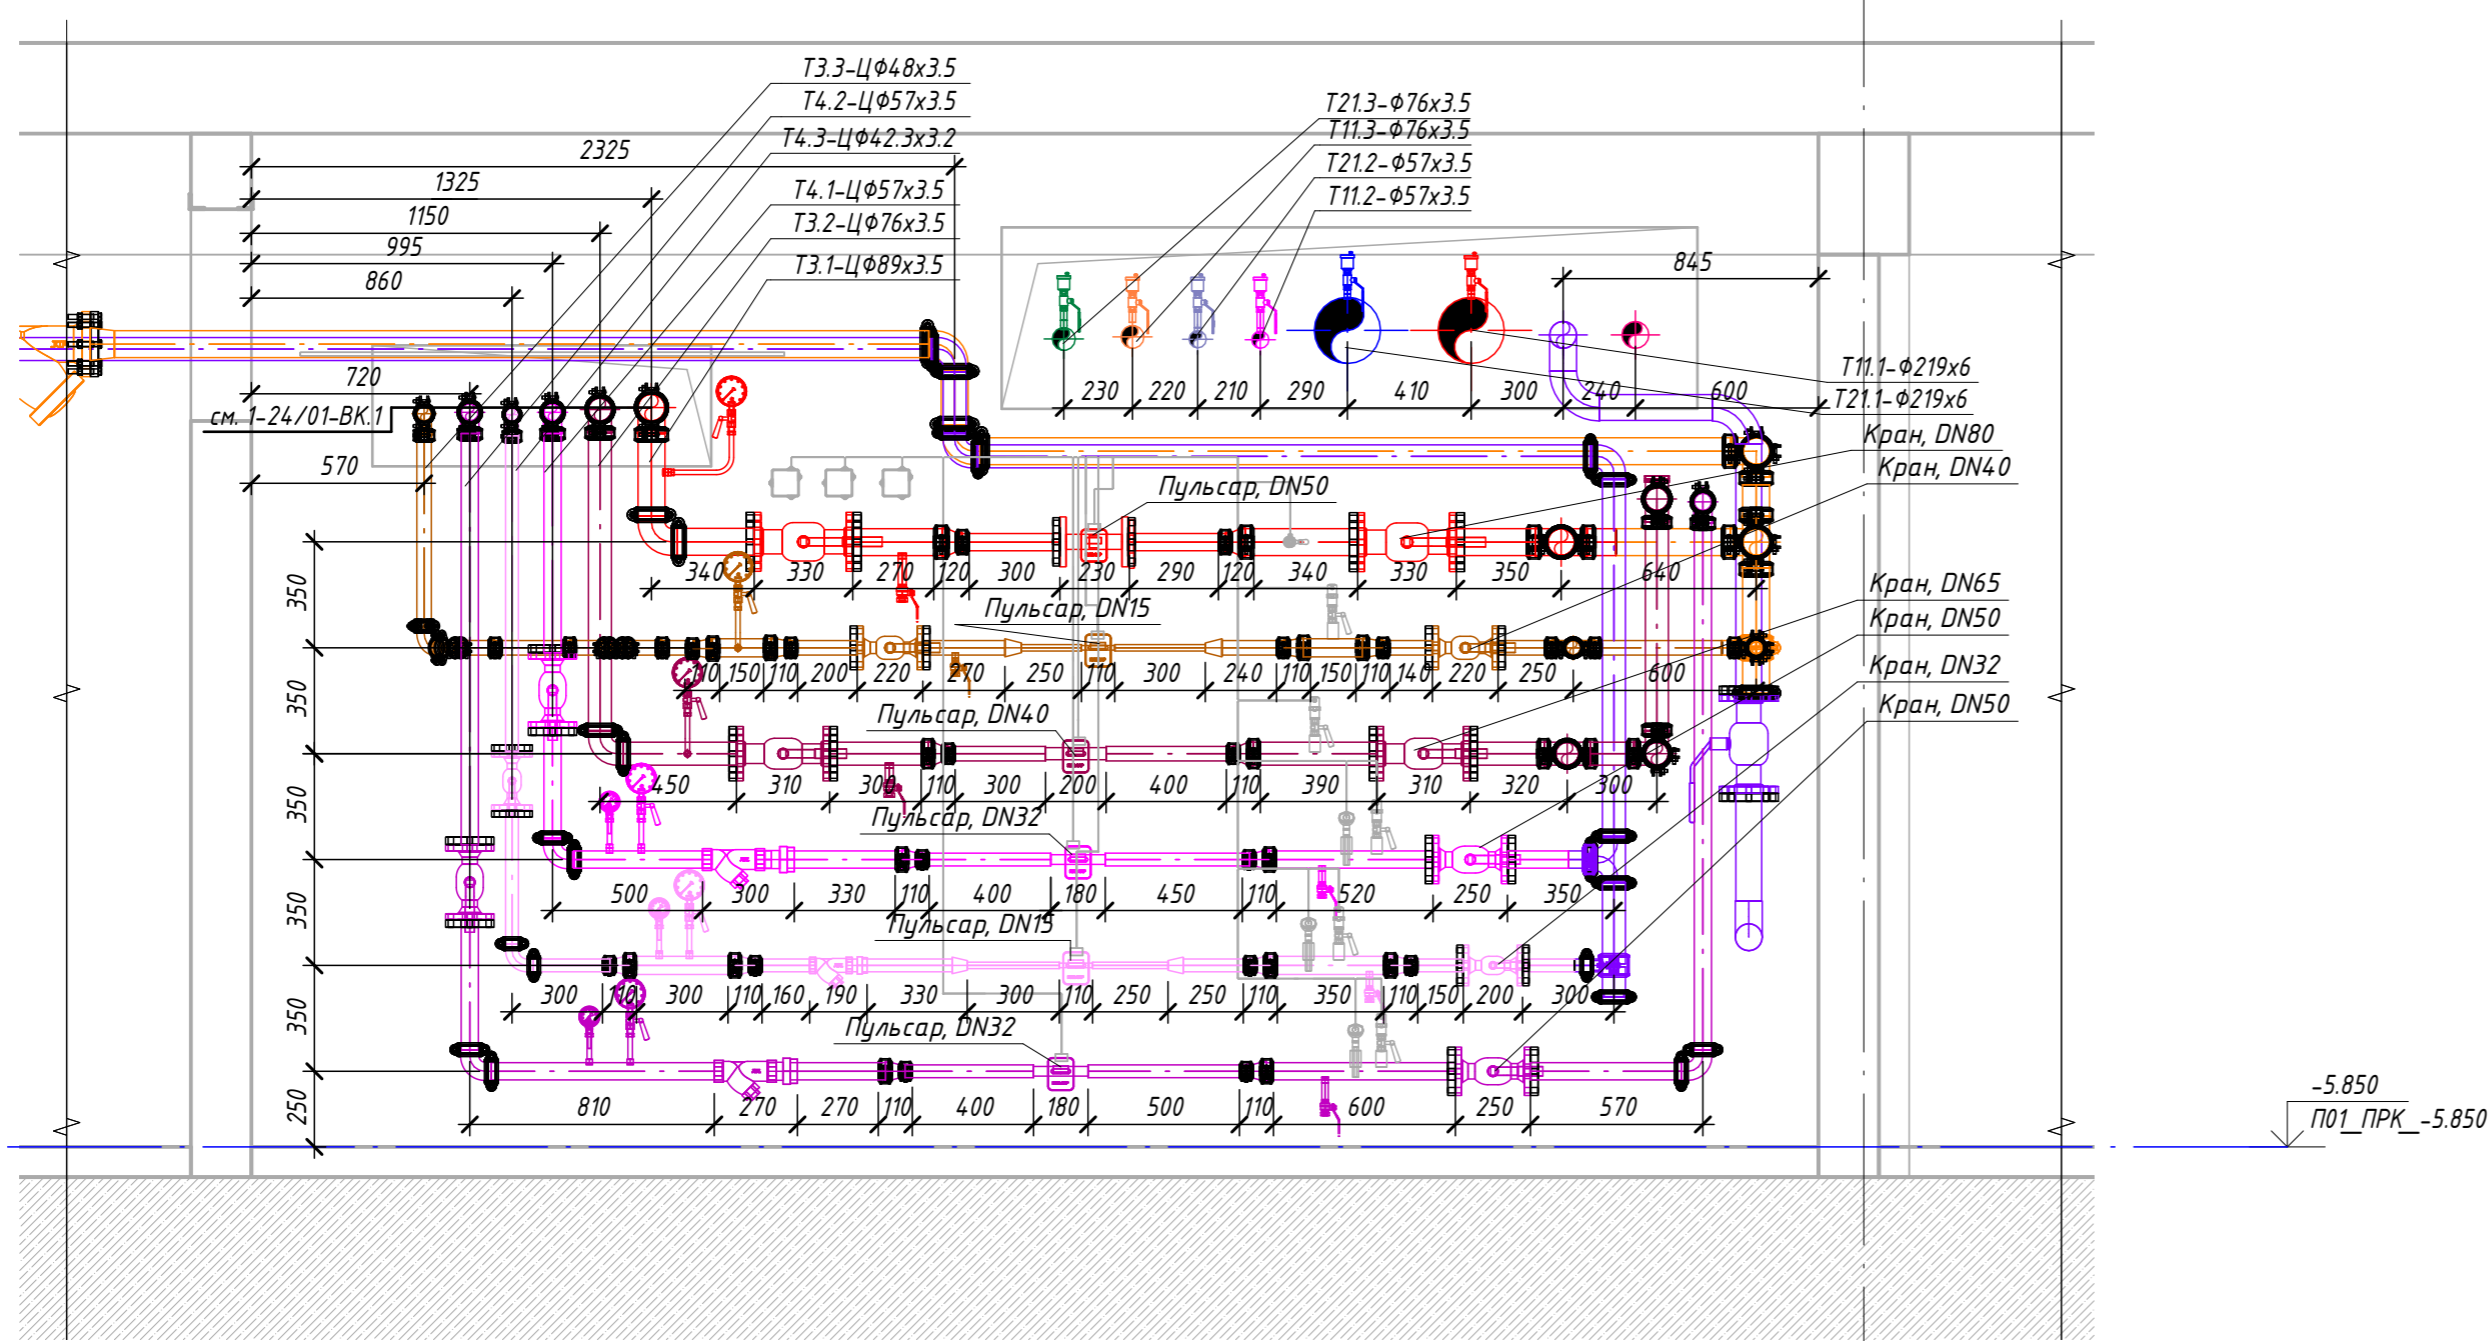 Т3.3-ЦФ48х3.5
Т4.2-ЦФ57х3.5
Т4.3-ЦФ42.3х3.2
Т4.1-ЦФ57х3.5
Т3.2-ЦФ76х3.5
Т3.1-ЦФ89х3.5
2325
1325
1150
995
860
720
см. 1-24/01-ВК.1
570
Т21.3-Ф76х3.5
Т11.3-Ф76х3.5
Т21.2-Ф57х3.5
Т11.2-Ф57х3.5
845
230 220 210 290 410 300 240 600
Т11.1-Ф219х6
Т21.1-Ф219х6
Кран, DN80
Кран, DN40
Кран, DN65
Кран, DN50
Кран, DN32
Кран, DN50
Пульсар, DN50
340 330 270 120 300 230 290 120 340 330 350 640
Пульсар, DN15
110 150 110 200 220 270 250 110 300 240 110 150 110 140 220 250 600
Пульсар, DN40
450 310 300 110 300 200 400 110 390 310 320 300
Пульсар, DN32
500 300 330 110 400 180 450 110 520 250 350
Пульсар, DN15
300 110 300 110 160 190 330 300 110 250 250 110 350 110 150 200 300
Пульсар, DN32
810 270 270 110 400 180 500 110 600 250 570
350
350
350
350
350
250
-5.850
П01_ПРК_-5.850